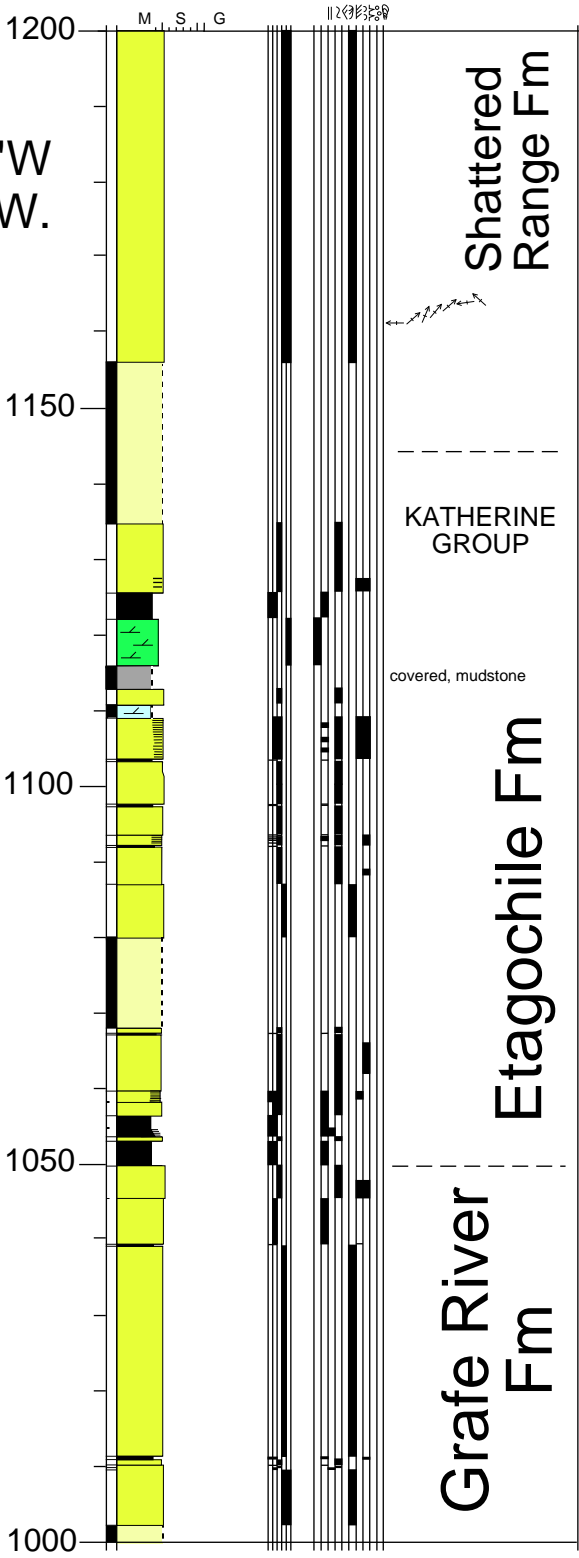 M S G
1200
"W
W.
Shattered
Range Fm
1150
KATHERINE
GROUP
covered, mudstone
1100
Etagochile Fm
1050
Grafe River
Fm
1000